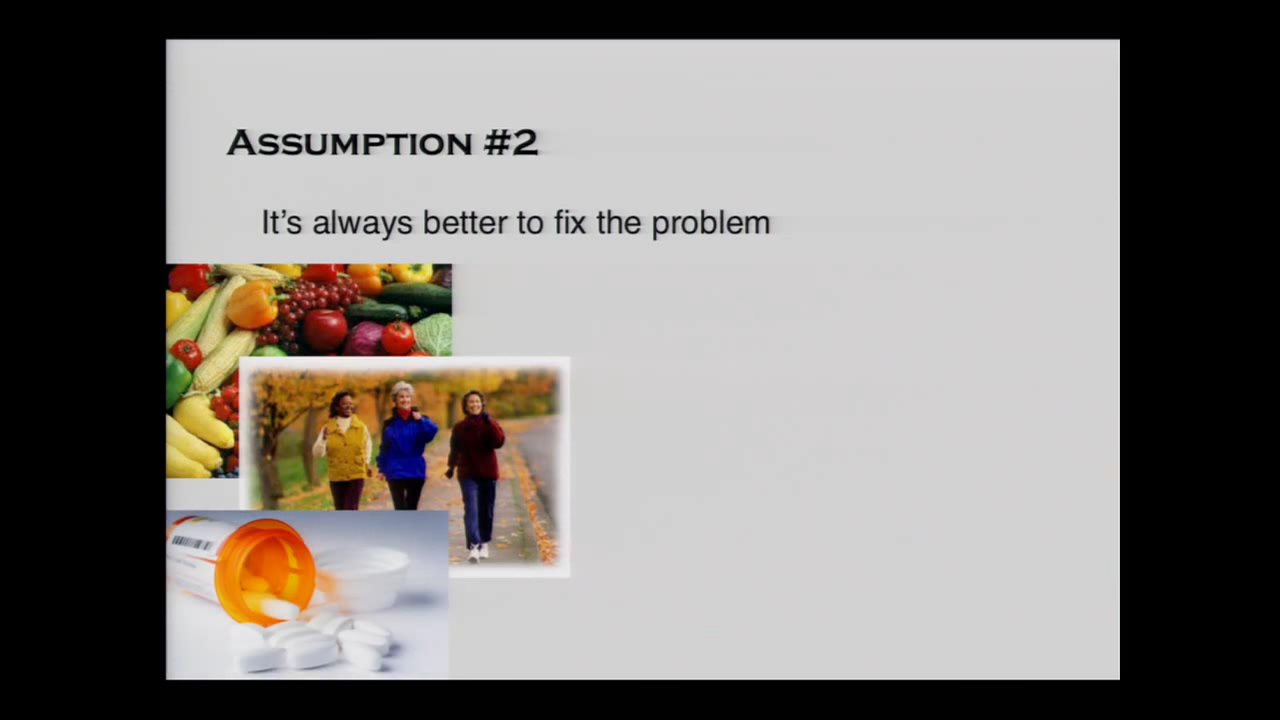 Assumption #2
It's always better to fix the problem